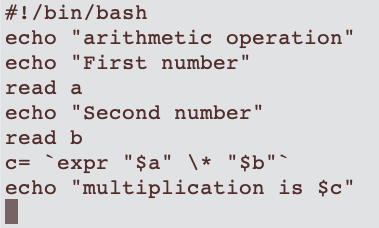 #!/bin/bash
echo "arithmetic operation"
echo "First number"
read a
echo "Second number"
read b
c= `expr "$a" \* "$b"`
echo "multiplication is $c"